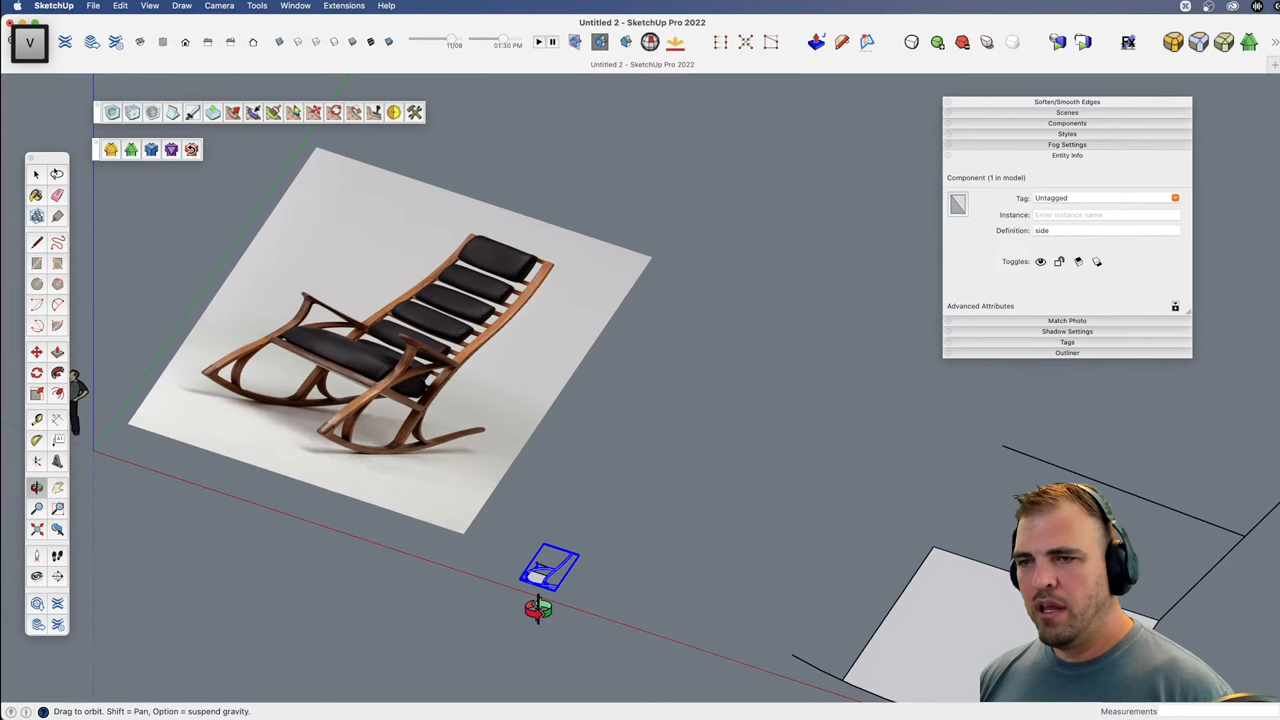 SketchUp File Edit View Draw Camera Tools Window Extensions Help
Untitled 2 - SketchUp Pro 2022
V
11/08 01:30 PM
Untitled 2 - SketchUp Pro 2022
Soften/Smooth Edges
Scenes
Components
Styles
Fog Settings
Entity Info
Component (1 in model)
Tag: Untagged
Instance: Enter instance name
Definition: side
Toggles:
Advanced Attributes
Match Photo
Shadow Settings
Tags
Outliner
Drag to orbit. Shift = Pan, Option = suspend gravity.
Measurements